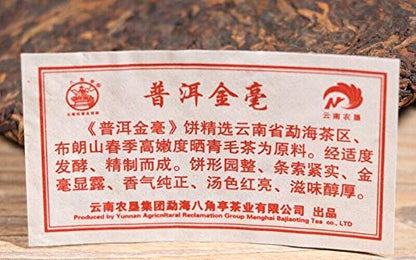 普洱金毫
云南农垦
《普洱金毫》饼精选云南省勐海茶区、
布朗山春季高嫩度晒青毛茶为原料。经适度
发酵、精制而成。饼形园整、条索紧实、金
毫显露、香气纯正、汤色红亮、滋味醇厚。
云南农垦集团勐海八角亭茶业有限公司 出品
Produced by Yunnan Agricnltaral Reclamation Group Menghai Bajiaoting Tea co., LTD